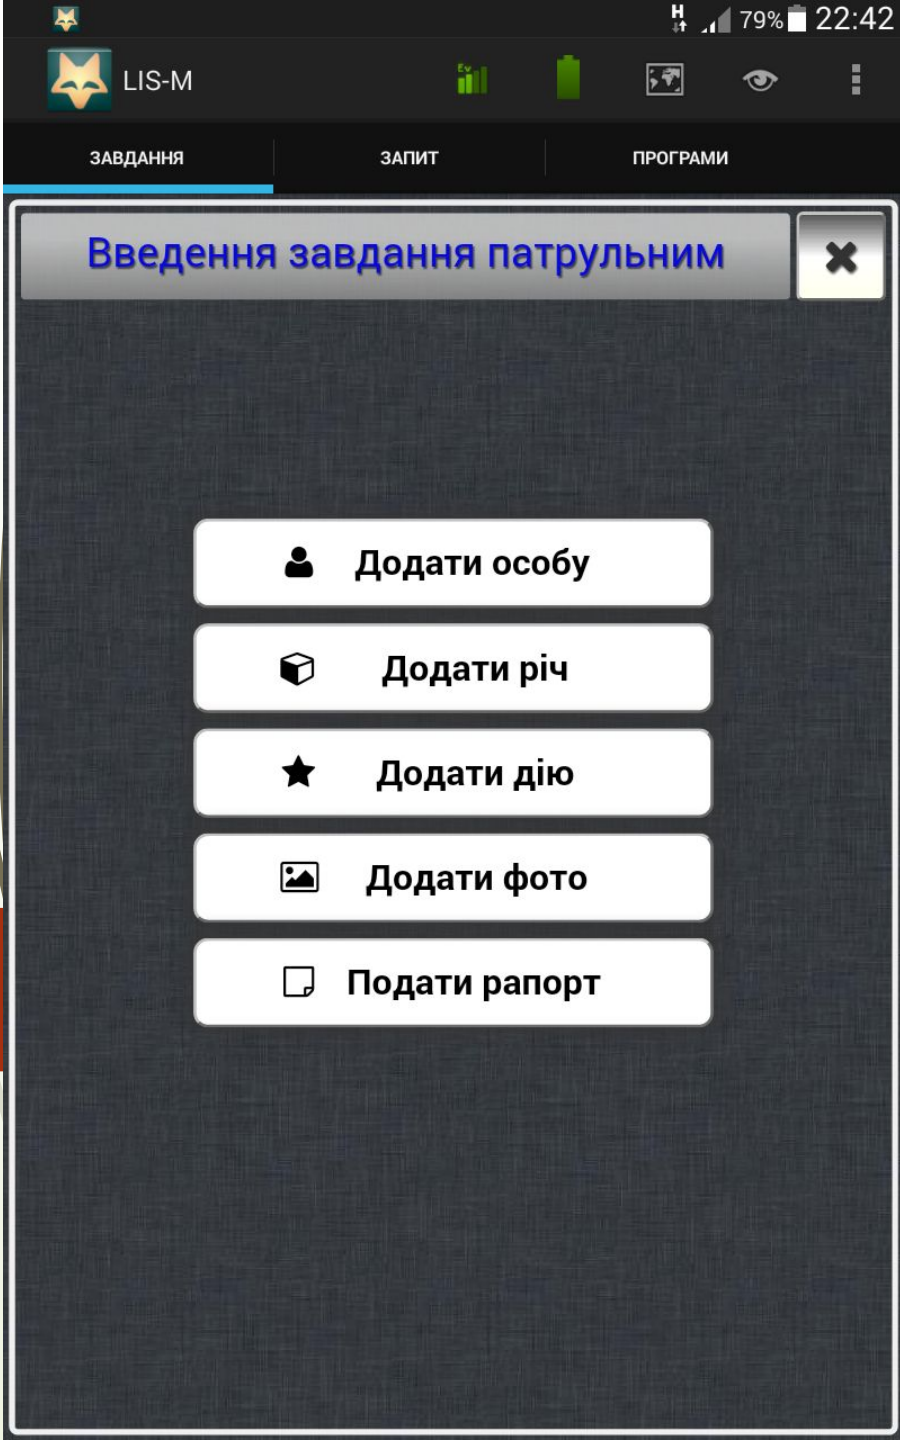 H 79% 22:42
LIS-M Ev
ЗАВДАННЯ ЗАПИТ ПРОГРАМИ
Введення завдання патрульним
Додати особу
Додати річ
Додати дію
Додати фото
Подати рапорт